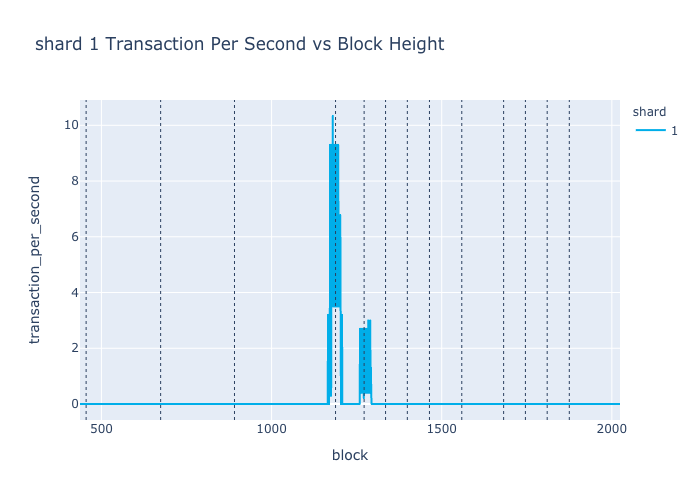 shard 1 Transaction Per Second vs Block Height
shard
1
transaction_per_second
10
8
6
4
2
0
500
1000
1500
2000
block